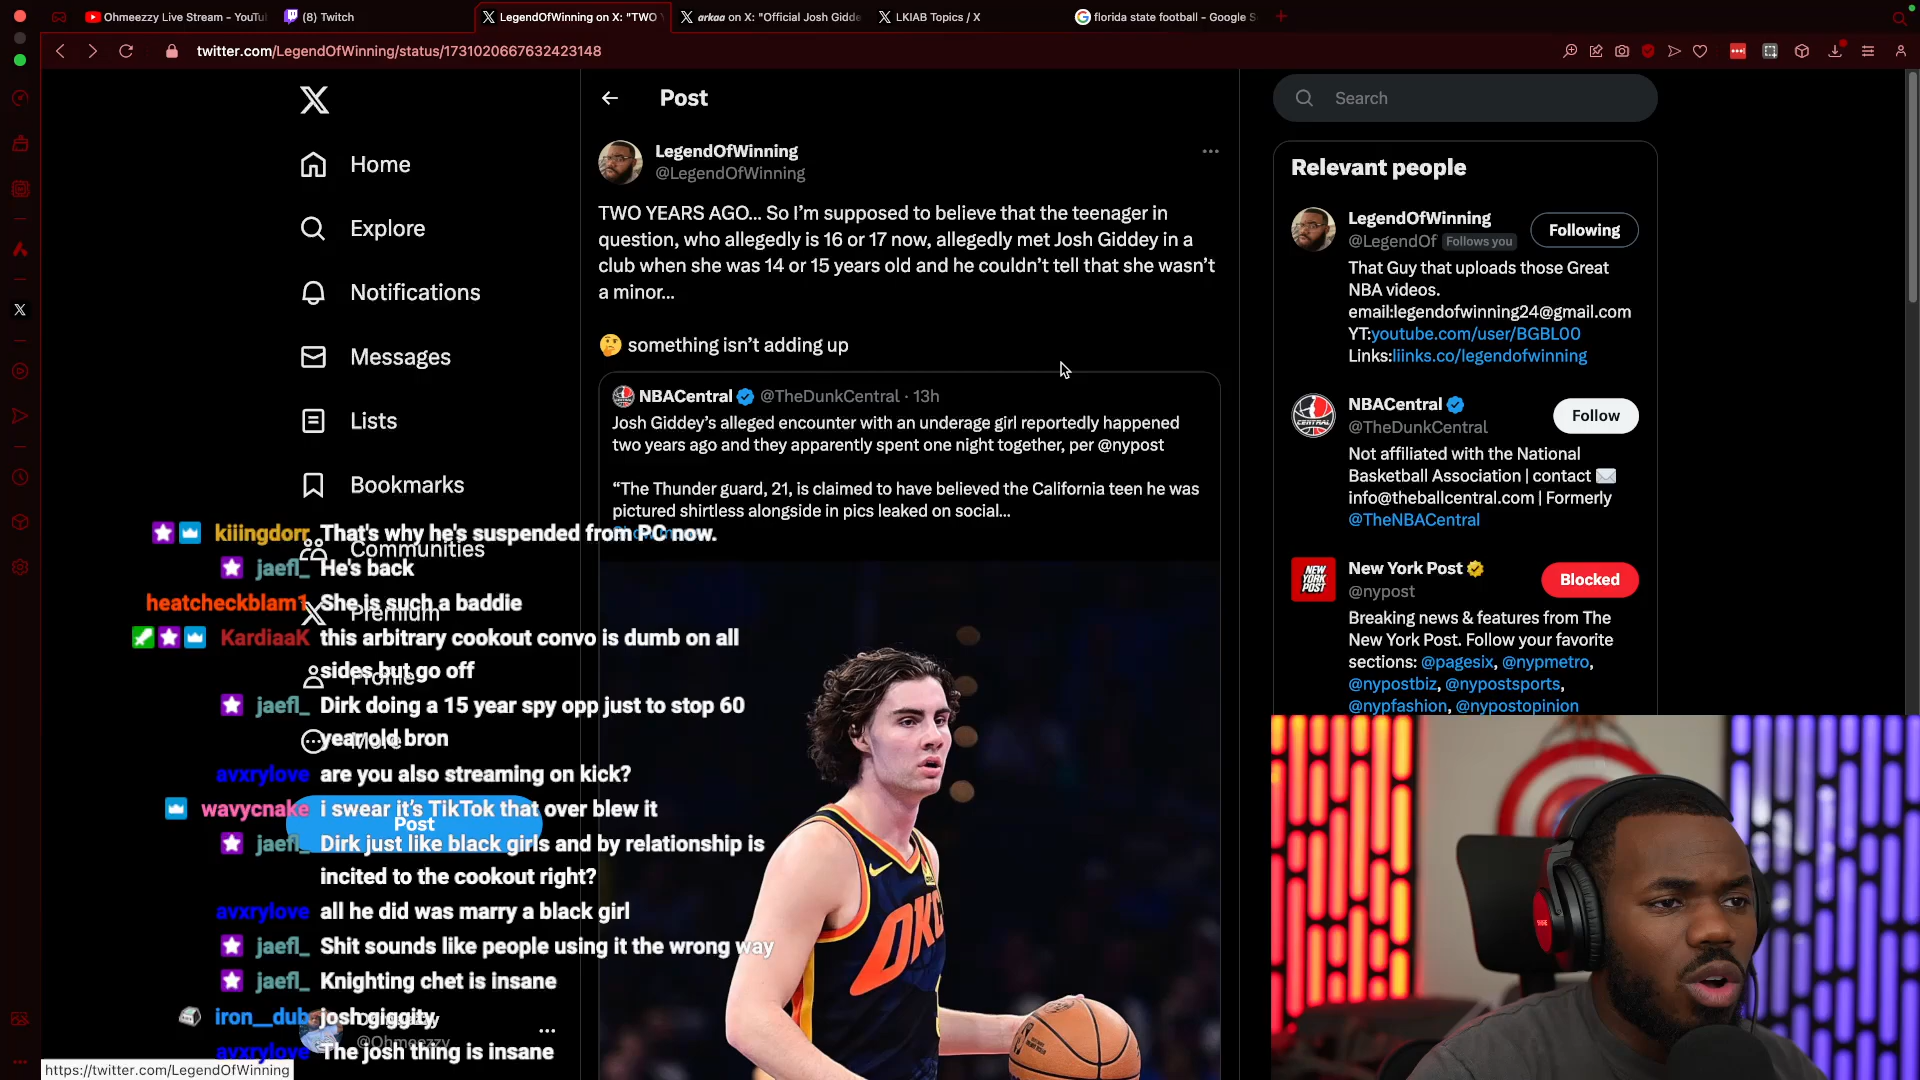 Ohmeezzy Live Stream - YouTu
(8) Twitch
LegendOfWinning on X: "TWO Y
arkaa on X: "Official Josh Gidde
LKIAB Topics / X
florida state football - Google S
twitter.com/LegendOfWinning/status/1731020667632423148
Home
Explore
Notifications
Messages
Lists
Bookmarks
Communities
Premium
Profile
More
Post
@Ohmeezzy
Post
LegendOfWinning
@LegendOfWinning
TWO YEARS AGO... So I’m supposed to believe that the teenager in
question, who allegedly is 16 or 17 now, allegedly met Josh Giddey in a
club when she was 14 or 15 years old and he couldn’t tell that she wasn’t
a minor...
🤔 something isn’t adding up
NBACentral @TheDunkCentral · 13h
Josh Giddey’s alleged encounter with an underage girl reportedly happened
two years ago and they apparently spent one night together, per @nypost
“The Thunder guard, 21, is claimed to have believed the California teen he was
pictured shirtless alongside in pics leaked on social...
OKC
Search
Relevant people
LegendOfWinning
@LegendOf Follows you
Following
That Guy that uploads those Great
NBA videos.
email:legendofwinning24@gmail.com
YT:youtube.com/user/BGBL00
Links:liinks.co/legendofwinning
NBACentral
@TheDunkCentral
Follow
Not affiliated with the National
Basketball Association | contact ✉️
info@theballcentral.com | Formerly
@TheNBACentral
New York Post
@nypost
Blocked
Breaking news & features from The
New York Post. Follow your favorite
sections: @pagesix, @nypmetro,
@nypostbiz, @nypostsports,
@nypfashion, @nypostopinion
kiiingdorr That's why he's suspended from PC now.
jaefl_ He's back
heatcheckblam1 She is such a baddie
KardiaaK this arbitrary cookout convo is dumb on all
sides but go off
jaefl_ Dirk doing a 15 year spy opp just to stop 60
year old bron
avxrylove are you also streaming on kick?
wavycnake i swear it’s TikTok that over blew it
jaefl_ Dirk just like black girls and by relationship is
incited to the cookout right?
avxrylove all he did was marry a black girl
jaefl_ Shit sounds like people using it the wrong way
jaefl_ Knighting chet is insane
iron__dub josh giggity
avxrylove The josh thing is insane
https://twitter.com/LegendOfWinning